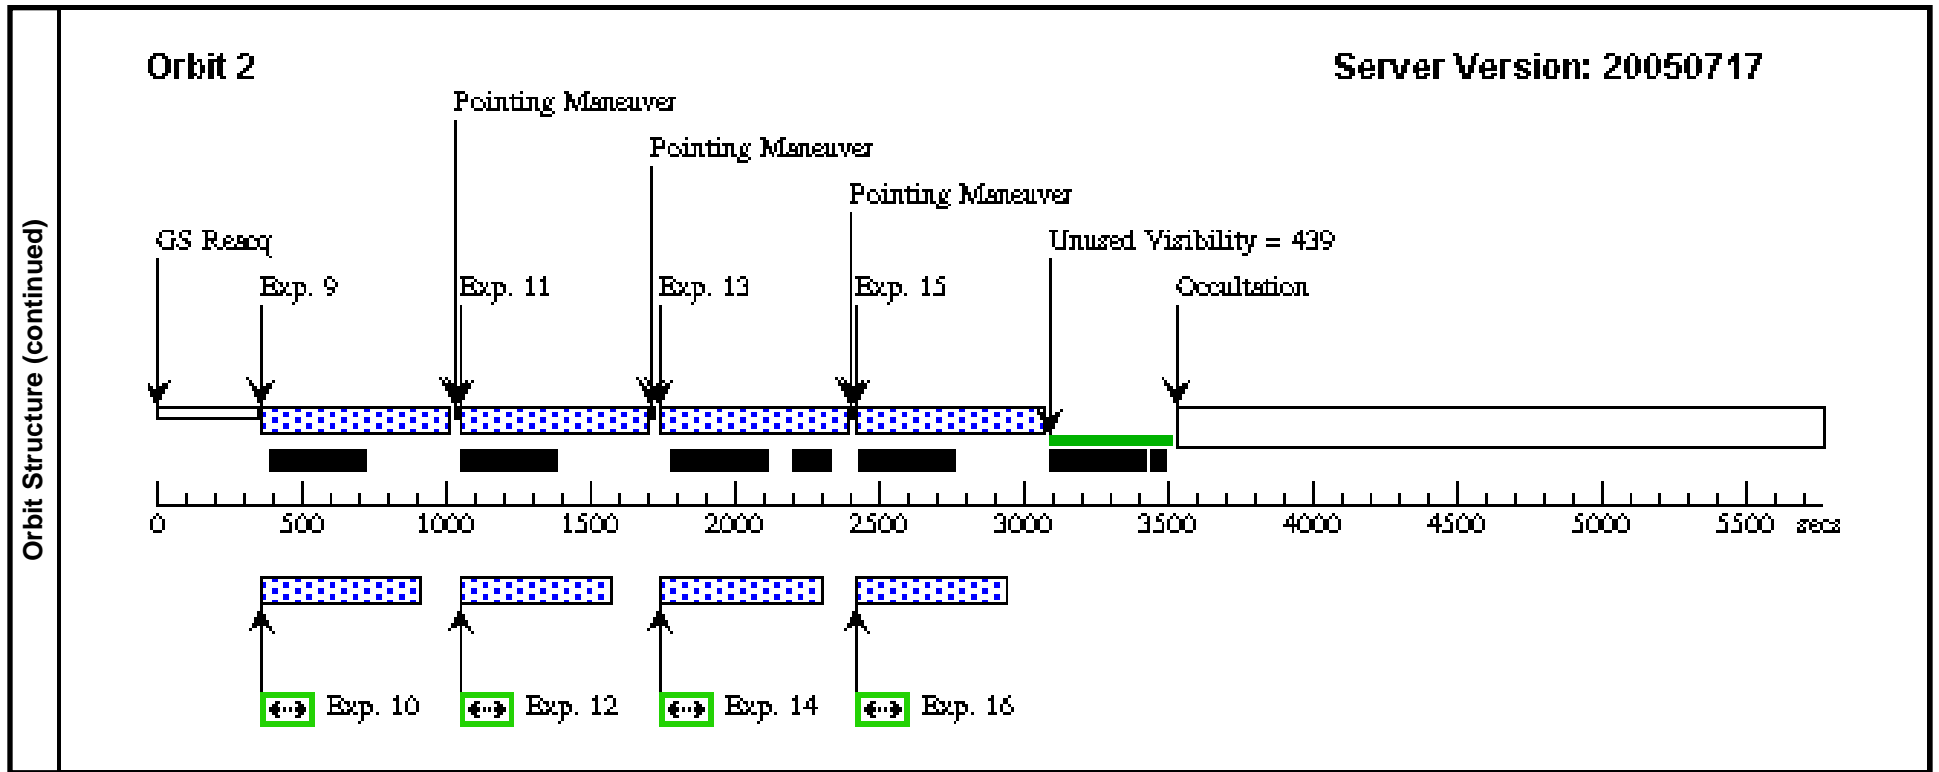 Orbit Structure (continued)
Orbit 2
Server Version: 20050717
Pointing Maneuver
Pointing Maneuver
Pointing Maneuver
GS Reacq
Unused Visibility = 439
Exp. 9
Exp. 11
Exp. 13
Exp. 15
Occultation
0 500 1000 1500 2000 2500 3000 3500 4000 4500 5000 5500 secs
Exp. 10
Exp. 12
Exp. 14
Exp. 16